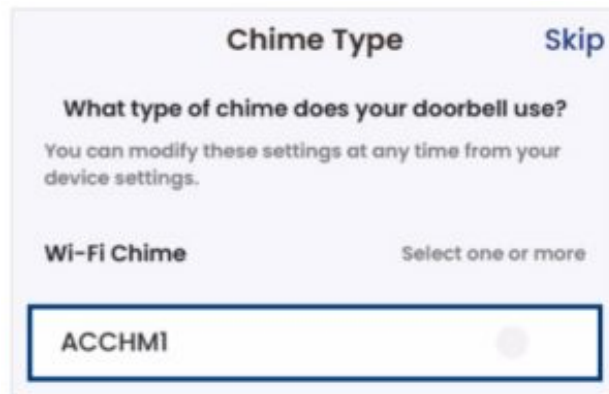 Chime Type Skip
What type of chime does your doorbell use?
You can modify these settings at any time from your
device settings.
Wi-Fi Chime Select one or more
ACCHM1